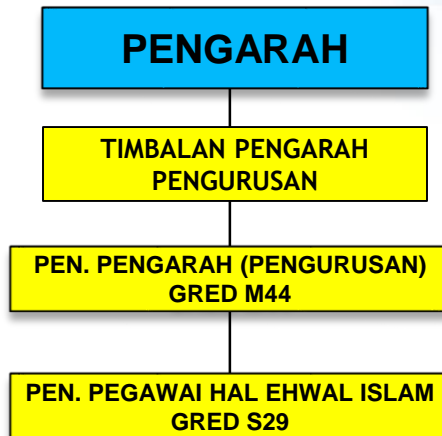 PENGARAH
TIMBALAN PENGARAH
PENGURUSAN
PEN. PENGARAH (PENGURUSAN)
GRED M44
PEN. PEGAWAI HAL EHWAL ISLAM
GRED S29